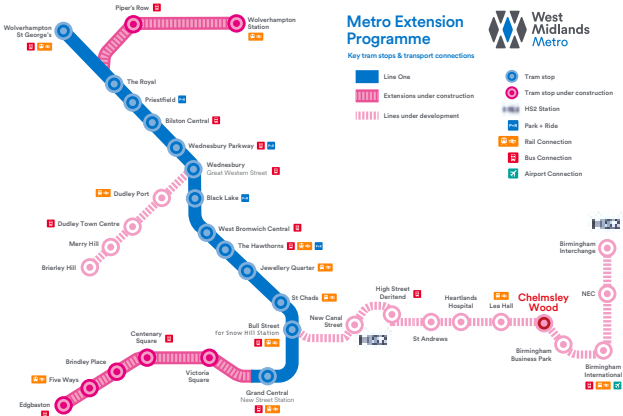 Metro Extension
Programme
Key tram stops & transport connections
West
Midlands
Metro
Line One
Extensions under construction
Lines under development
Tram stop
Tram stop under construction
HS2 Station
Park + Ride
Rail Connection
Bus Connection
Airport Connection
Piper's Row
Wolverhampton
St George's
Wolverhampton
Station
The Royal
Priestfield
Bilston Central
Wednesbury Parkway
Wednesbury
Great Western Street
Dudley Port
Black Lake
Dudley Town Centre
Merry Hill
Brierley Hill
West Bromwich Central
The Hawthorns
Jewellery Quarter
St Chads
Bull Street
for Snow Hill Station
New Canal
Street
High Street
Deritend
St Andrews
Heartlands
Hospital
Lea Hall
Chelmsley
Wood
Birmingham
Business Park
Birmingham
International
NEC
Birmingham
Interchange
Centenary
Square
Brindley Place
Five Ways
Edgbaston
Victoria
Square
Grand Central
New Street Station